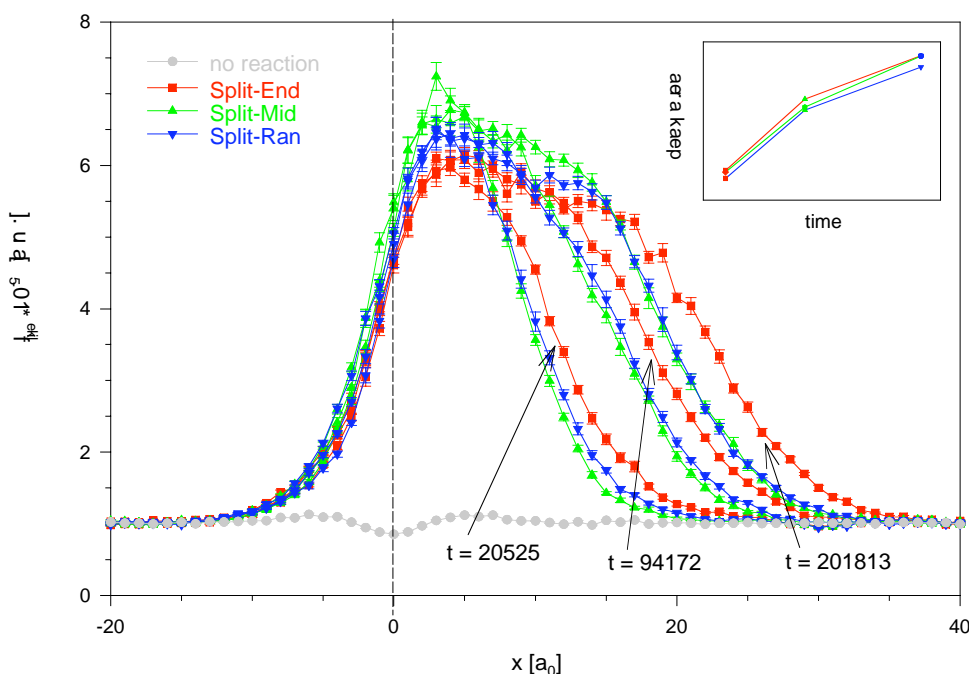 8
6
4
2
0
-20
0
20
40
x [a₀]
no reaction
Split-End
Split-Mid
Split-Ran
time
t = 20525
t = 94172
t = 201813